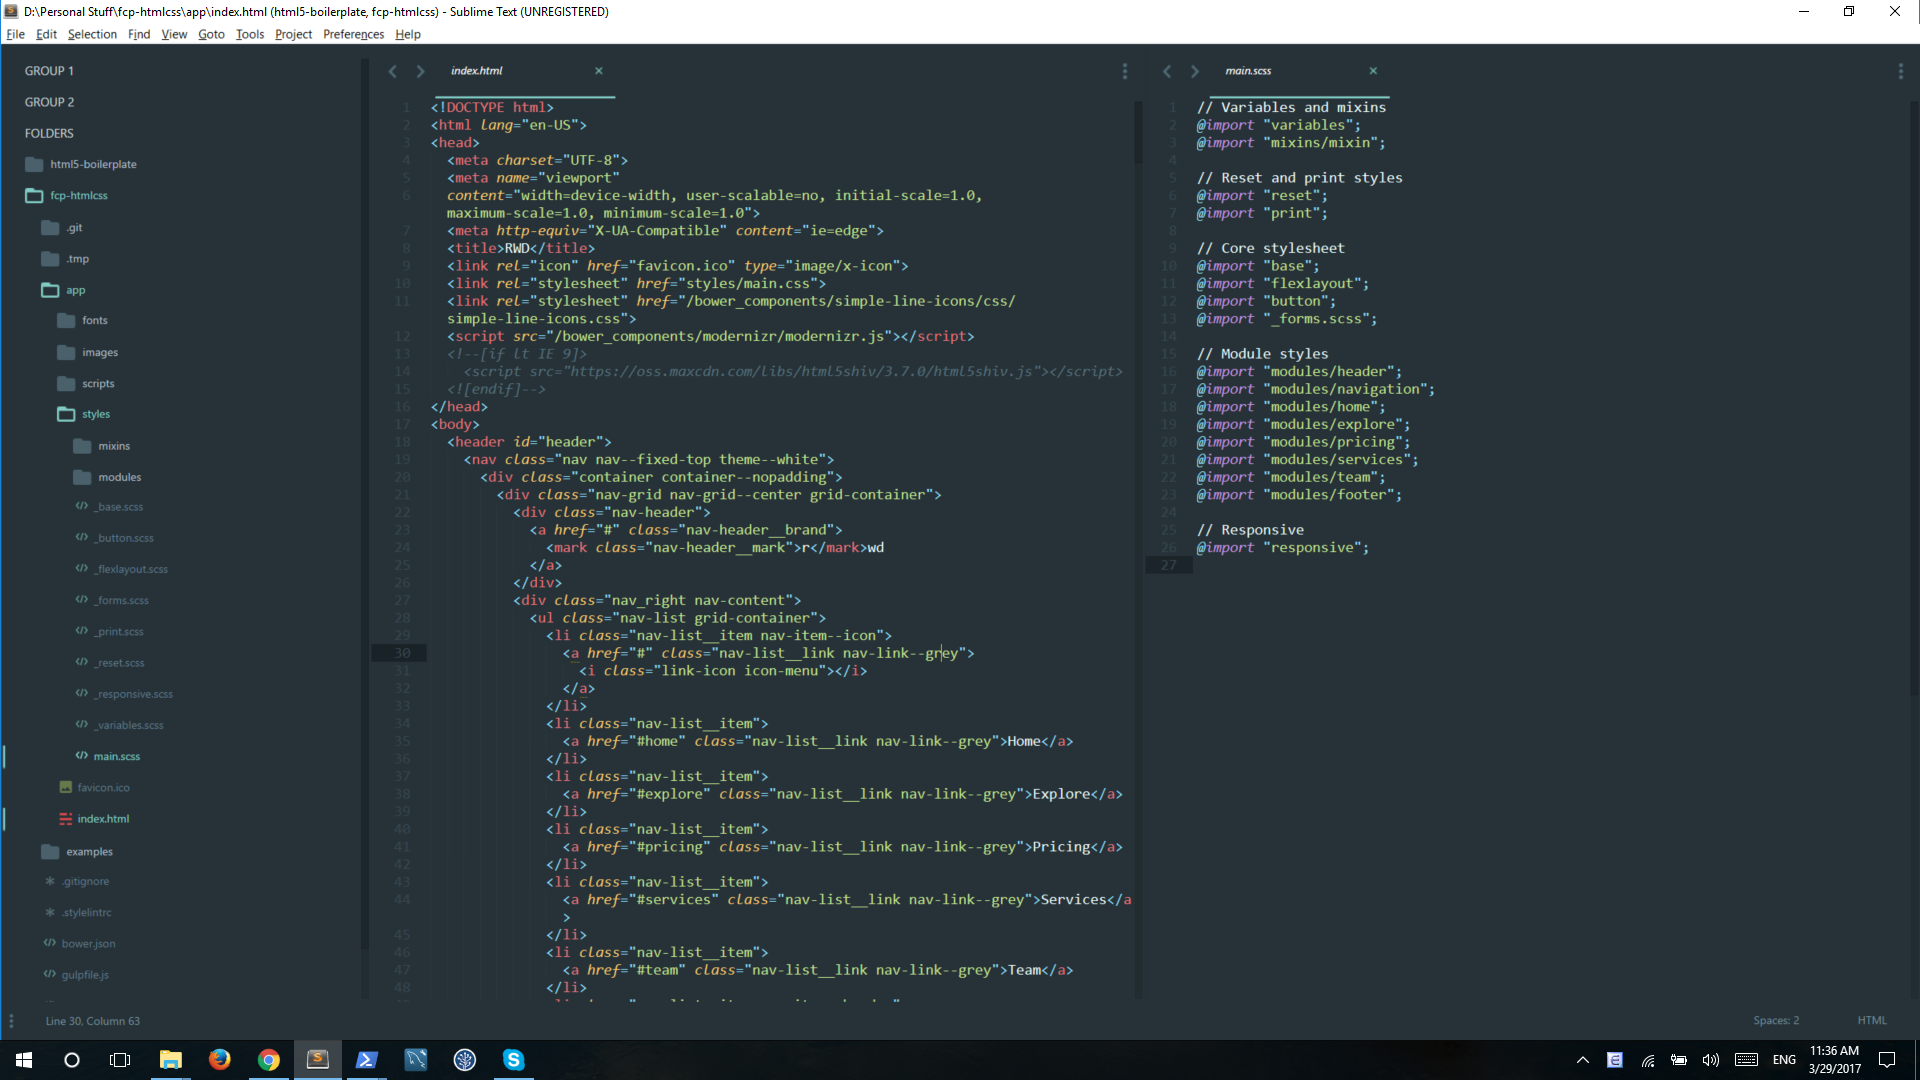 D:\Personal Stuff\fcp-htmlcss\app\index.html (html5-boilerplate, fcp-htmlcss) - Sublime Text (UNREGISTERED)
File Edit Selection Find View Goto Tools Project Preferences Help
GROUP 1
GROUP 2
FOLDERS
html5-boilerplate
fcp-htmlcss
.git
.tmp
app
fonts
images
scripts
styles
mixins
modules
_base.scss
_button.scss
_flexlayout.scss
_forms.scss
_print.scss
_reset.scss
_responsive.scss
_variables.scss
main.scss
favicon.ico
index.html
examples
.gitignore
.stylelintrc
bower.json
gulpfile.js
index.html
1 <!DOCTYPE html>
2 <html lang="en-US">
3 <head>
4 <meta charset="UTF-8">
5 <meta name="viewport"
6 content="width=device-width, user-scalable=no, initial-scale=1.0,
maximum-scale=1.0, minimum-scale=1.0">
7 <meta http-equiv="X-UA-Compatible" content="ie=edge">
8 <title>RWD</title>
9 <link rel="icon" href="favicon.ico" type="image/x-icon">
10 <link rel="stylesheet" href="styles/main.css">
11 <link rel="stylesheet" href="/bower_components/simple-line-icons/css/
simple-line-icons.css">
12 <script src="/bower_components/modernizr/modernizr.js"></script>
13 <!--[if lt IE 9]>
14 <script src="https://oss.maxcdn.com/libs/html5shiv/3.7.0/html5shiv.js"></script>
15 <![endif]-->
16 </head>
17 <body>
18 <header id="header">
19 <nav class="nav nav--fixed-top theme--white">
20 <div class="container container--nopadding">
21 <div class="nav-grid nav-grid--center grid-container">
22 <div class="nav-header">
23 <a href="#" class="nav-header__brand">
24 <mark class="nav-header__mark">r</mark>wd
25 </a>
26 </div>
27 <div class="nav_right nav-content">
28 <ul class="nav-list grid-container">
29 <li class="nav-list__item nav-item--icon">
30 <a href="#" class="nav-list__link nav-link--grey">
31 <i class="link-icon icon-menu"></i>
32 </a>
33 </li>
34 <li class="nav-list__item">
35 <a href="#home" class="nav-list__link nav-link--grey">Home</a>
36 </li>
37 <li class="nav-list__item">
38 <a href="#explore" class="nav-list__link nav-link--grey">Explore</a>
39 </li>
40 <li class="nav-list__item">
41 <a href="#pricing" class="nav-list__link nav-link--grey">Pricing</a>
42 </li>
43 <li class="nav-list__item">
44 <a href="#services" class="nav-list__link nav-link--grey">Services</a
>
45 </li>
46 <li class="nav-list__item">
47 <a href="#team" class="nav-list__link nav-link--grey">Team</a>
48 </li>
main.scss
1 // Variables and mixins
2 @import "variables";
3 @import "mixins/mixin";
4
5 // Reset and print styles
6 @import "reset";
7 @import "print";
8
9 // Core stylesheet
10 @import "base";
11 @import "flexlayout";
12 @import "button";
13 @import "_forms.scss";
14
15 // Module styles
16 @import "modules/header";
17 @import "modules/navigation";
18 @import "modules/home";
19 @import "modules/explore";
20 @import "modules/pricing";
21 @import "modules/services";
22 @import "modules/team";
23 @import "modules/footer";
24
25 // Responsive
26 @import "responsive";
27
Line 30, Column 63
Spaces: 2
HTML
ENG
11:36 AM
3/29/2017